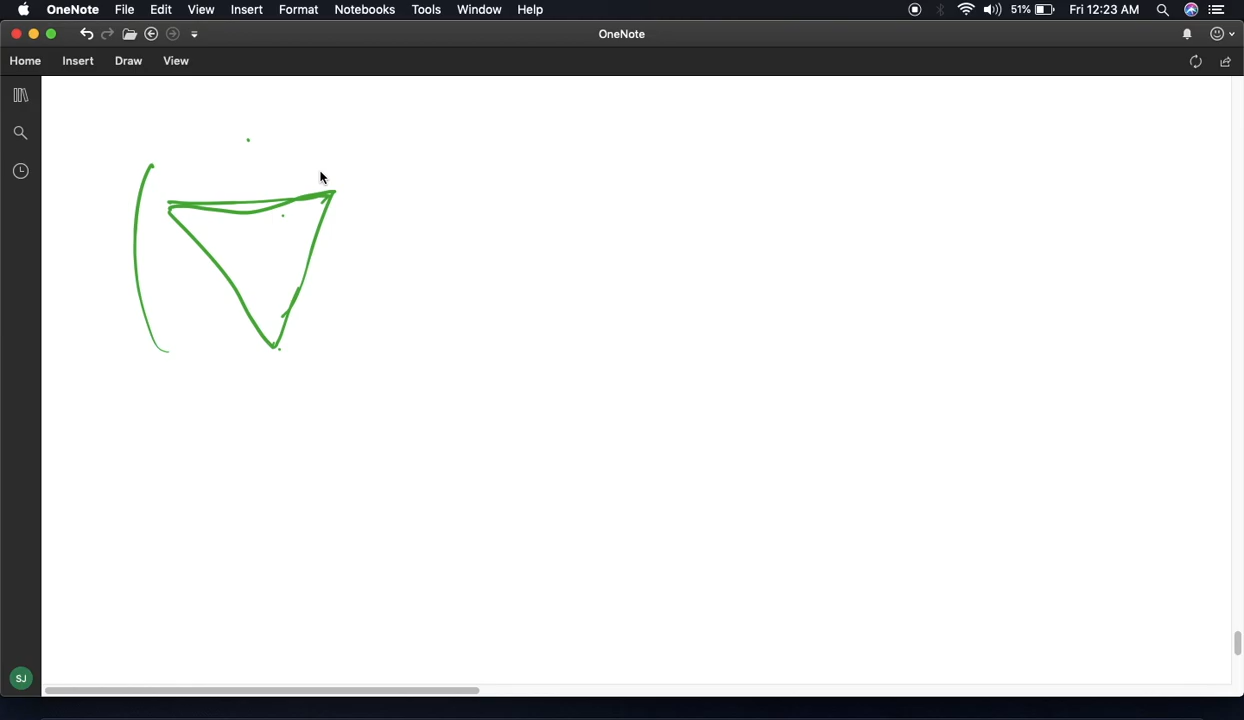 OneNote File Edit View Insert Format Notebooks Tools Window Help 51% Fri 12:23 AM
OneNote
Home Insert Draw View
SJ